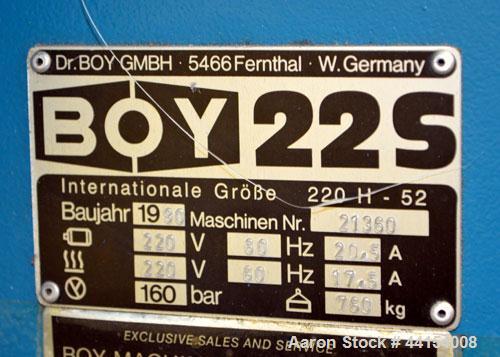 Dr. BOY GMBH · 5466 Fernthal · W. Germany
BOY 22S
Internationale Größe 220 H - 52
Baujahr 19 Maschinen Nr. 21360
220 V 60 Hz 20.5 A
220 V 60 Hz 17.5 A
160 bar 760 kg
EXCLUSIVE SALES AND SERVICE
Aaron Stock #